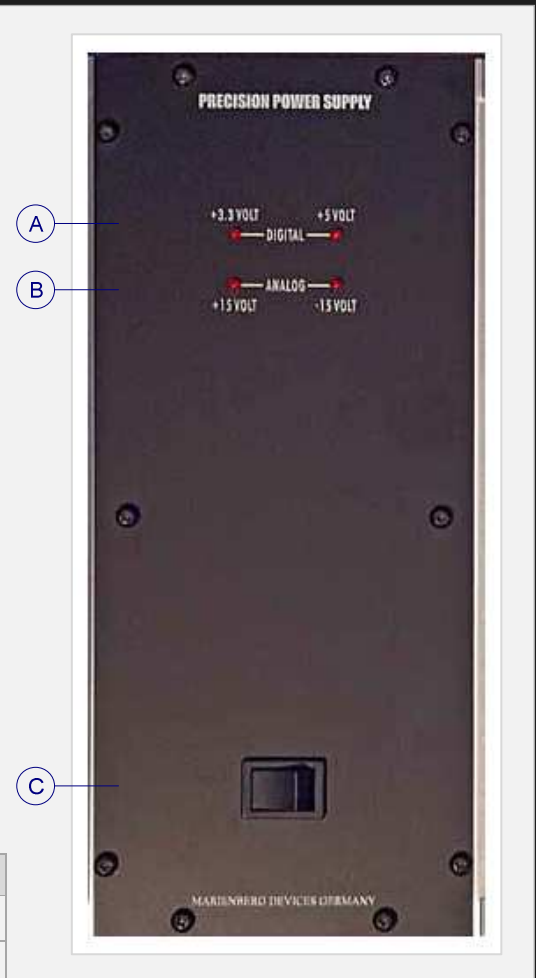 PRECISION POWER SUPPLY
A
+3.3 VOLT +5 VOLT
DIGITAL
B
ANALOG
+15 VOLT -15 VOLT
C
MARIENBERG DEVICES GERMANY